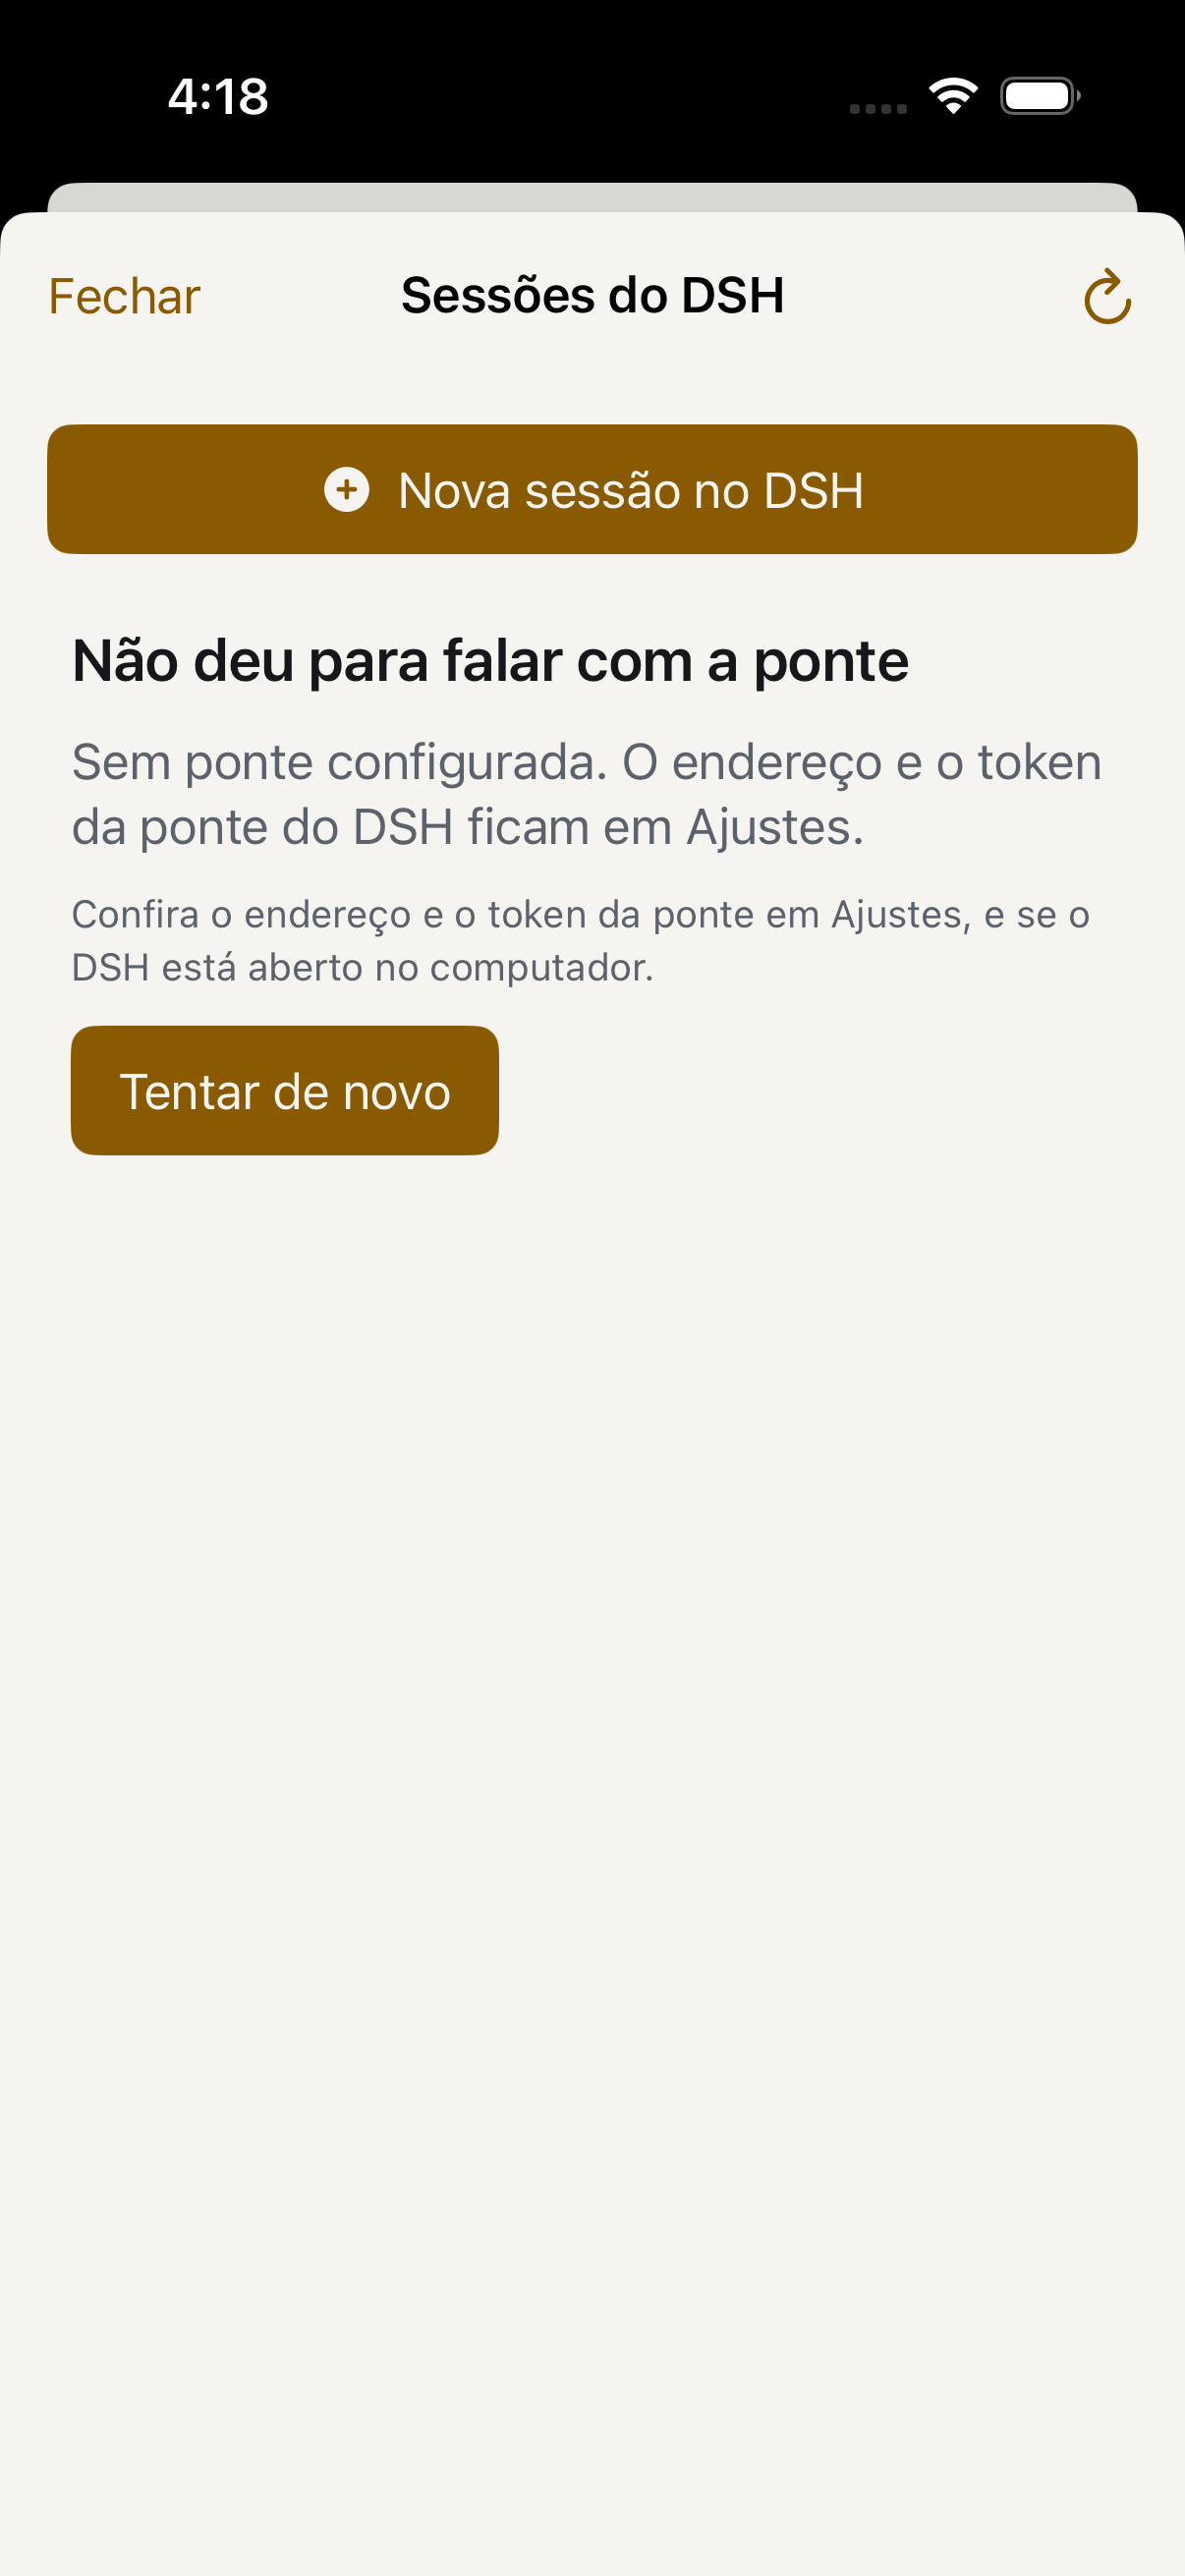 4:18
Fechar
Sessões do DSH
Nova sessão no DSH
Não deu para falar com a ponte
Sem ponte configurada. O endereço e o token
da ponte do DSH ficam em Ajustes.
Confira o endereço e o token da ponte em Ajustes, e se o
DSH está aberto no computador.
Tentar de novo